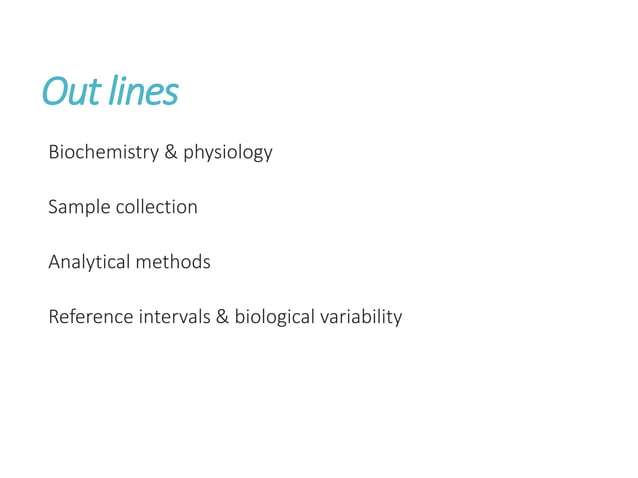 Out lines
Biochemistry & physiology
Sample collection
Analytical methods
Reference intervals & biological variability